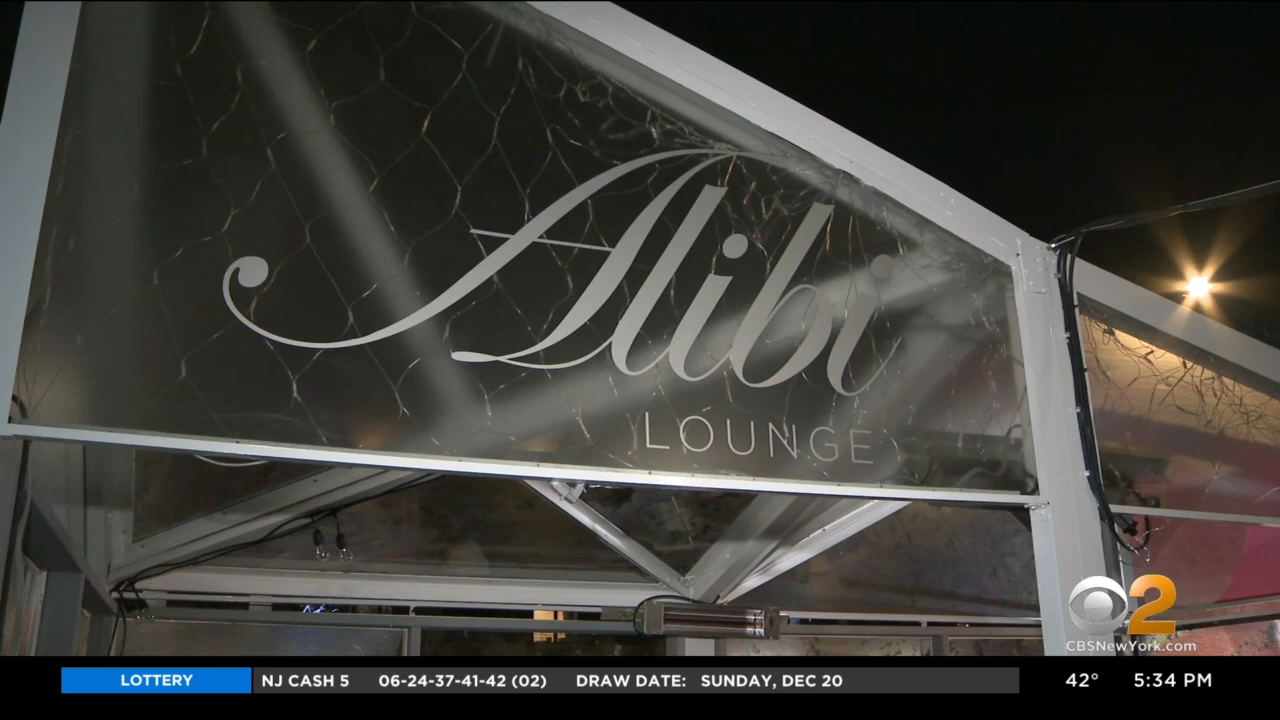 Alibi
LOUNGE
2
CBSNewYork.com
LOTTERY NJ CASH 5 06-24-37-41-42 (02) DRAW DATE: SUNDAY, DEC 20 42° 5:34 PM